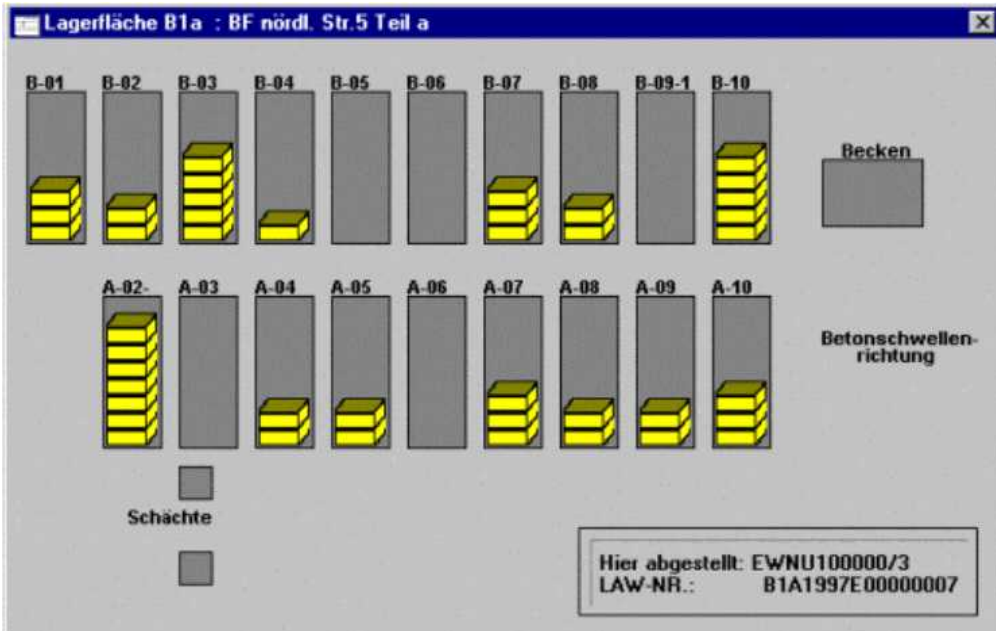 Lagerfläche B1a : BF nördl. Str.5 Teil a
B-01 B-02 B-03 B-04 B-05 B-06 B-07 B-08 B-09-1 B-10
Becken
A-02- A-03 A-04 A-05 A-06 A-07 A-08 A-09 A-10
Betonschwellen-
richtung
Schächte
Hier abgestellt: EWNU100000/3
LAW-NR.: B1A1997E00000007